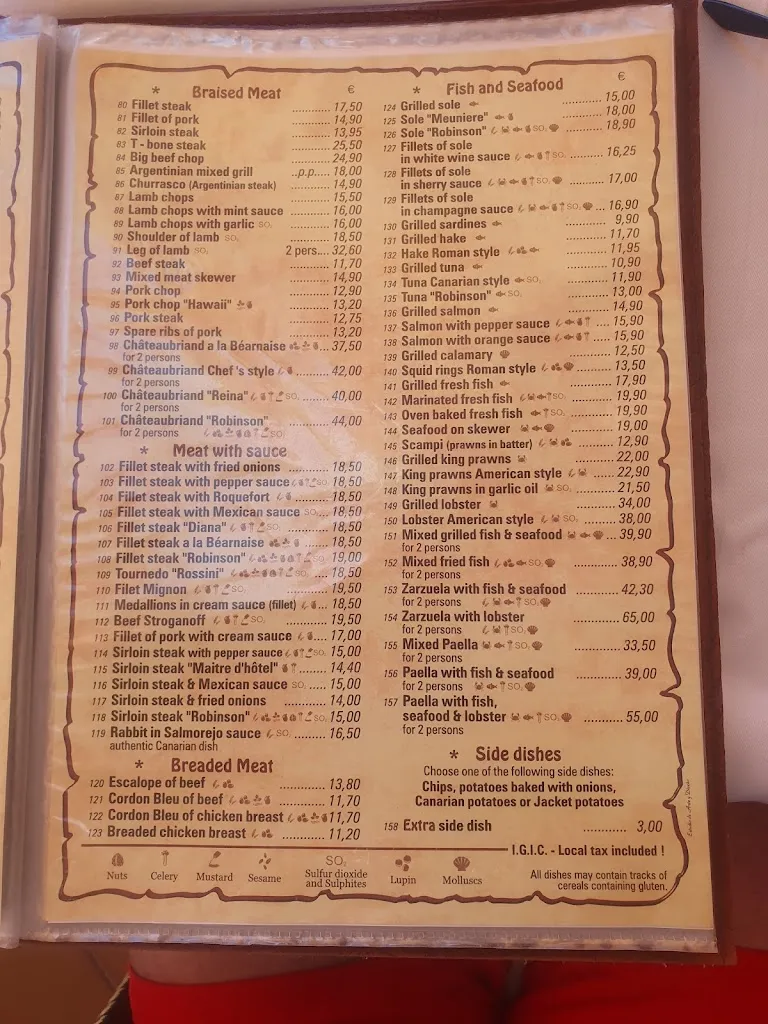 * Braised Meat €
80 Fillet steak ............ 17,50
81 Fillet of pork ............ 14,90
82 Sirloin steak ............ 13,95
83 T - bone steak ............ 25,50
84 Big beef chop ............ 24,90
85 Argentinian mixed grill ..p.p..... 18,00
86 Churrasco (Argentinian steak) ............ 14,90
87 Lamb chops ............ 15,50
88 Lamb chops with mint sauce ............ 16,00
89 Lamb chops with garlic SO₂ ............ 16,00
90 Shoulder of lamb SO₂ ............ 18,50
91 Leg of lamb SO₂ 2 pers.... 32,60
92 Beef steak ............ 11,70
93 Mixed meat skewer ............ 14,90
94 Pork chop ............ 12,90
95 Pork chop "Hawaii" ............ 13,20
96 Pork steak ............ 12,75
97 Spare ribs of pork ............ 13,20
98 Châteaubriand a la Béarnaise ... 37,50
for 2 persons
99 Châteaubriand Chef 's style ....... 42,00
for 2 persons
100 Châteaubriand "Reina" SO₂ ... 40,00
for 2 persons
101 Châteaubriand "Robinson" ......... 44,00
for 2 persons SO₂
* Meat with sauce
102 Fillet steak with fried onions ............ 18,50
103 Fillet steak with pepper sauce SO₂ 18,50
104 Fillet steak with Roquefort ....... 18,50
105 Fillet steak with Mexican sauce SO₂ .... 18,50
106 Fillet steak "Diana" SO₂ ....... 18,50
107 Fillet steak a la Béarnaise ....... 18,50
108 Fillet steak "Robinson" SO₂ 19,00
109 Tournedo "Rossini" SO₂ .... 18,50
110 Filet Mignon SO₂ ......... 19,50
111 Medallions in cream sauce (fillet) ... 18,50
112 Beef Stroganoff SO₂ ......... 19,50
113 Fillet of pork with cream sauce .... 17,00
114 Sirloin steak with pepper sauce SO₂ 15,00
115 Sirloin steak "Maitre d'hôtel" ....... 14,40
116 Sirloin steak & Mexican sauce SO₂ ..... 15,00
117 Sirloin steak & fried onions ............ 14,00
118 Sirloin steak "Robinson" SO₂ 15,00
119 Rabbit in Salmorejo sauce SO₂ ....... 16,50
authentic Canarian dish
* Breaded Meat
120 Escalope of beef ............ 13,80
121 Cordon Bleu of beef ............ 11,70
122 Cordon Bleu of chicken breast 11,70
123 Breaded chicken breast ............ 11,20
* Fish and Seafood €
124 Grilled sole ............ 15,00
125 Sole "Meuniere" ............ 18,00
126 Sole "Robinson" SO₂ ............ 18,90
127 Fillets of sole
in white wine sauce SO₂ ......... 16,25
128 Fillets of sole
in sherry sauce SO₂ ......... 17,00
129 Fillets of sole
in champagne sauce SO₂ ... 16,90
130 Grilled sardines ............ 9,90
131 Grilled hake ............ 11,70
132 Hake Roman style ............ 11,95
133 Grilled tuna ............ 10,90
134 Tuna Canarian style SO₂ ............ 11,90
135 Tuna "Robinson" SO₂ ............ 13,00
136 Grilled salmon ............ 14,90
137 Salmon with pepper sauce ...... 15,90
138 Salmon with orange sauce ...... 15,90
139 Grilled calamary ............ 12,50
140 Squid rings Roman style ......... 13,50
141 Grilled fresh fish ............ 17,90
142 Marinated fresh fish SO₂ ......... 19,90
143 Oven baked fresh fish SO₂ ......... 19,90
144 Seafood on skewer ............ 19,00
145 Scampi (prawns in batter) ......... 12,90
146 Grilled king prawns ............ 22,00
147 King prawns American style ......... 22,90
148 King prawns in garlic oil SO₂ ......... 21,50
149 Grilled lobster ............ 34,00
150 Lobster American style ............ 38,00
151 Mixed grilled fish & seafood ... 39,90
for 2 persons
152 Mixed fried fish SO₂ ............ 38,90
for 2 persons
153 Zarzuela with fish & seafood ......... 42,30
for 2 persons SO₂
154 Zarzuela with lobster ............ 65,00
for 2 persons SO₂
155 Mixed Paella SO₂ ............ 33,50
for 2 persons
156 Paella with fish & seafood ............ 39,00
for 2 persons SO₂
157 Paella with fish,
seafood & lobster SO₂ ........... 55,00
for 2 persons
* Side dishes
Choose one of the following side dishes:
Chips, potatoes baked with onions,
Canarian potatoes or Jacket potatoes
158 Extra side dish ............ 3,00
I.G.I.C. - Local tax included !
Nuts
Celery
Mustard
Sesame
SO₂
Sulfur dioxide
and Sulphites
Lupin
Molluscs
All dishes may contain tracks of
cereals containing gluten.